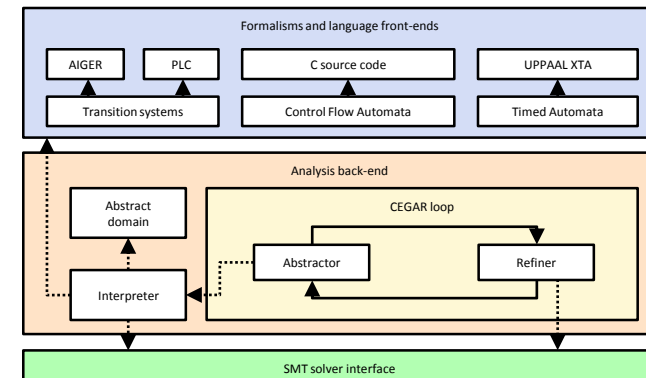 Formalisms and language front-ends
AIGER
PLC
C source code
UPPAAL XTA
Transition systems
Control Flow Automata
Timed Automata
Analysis back-end
Abstract
domain
CEGAR loop
Abstractor
Refiner
Interpreter
SMT solver interface